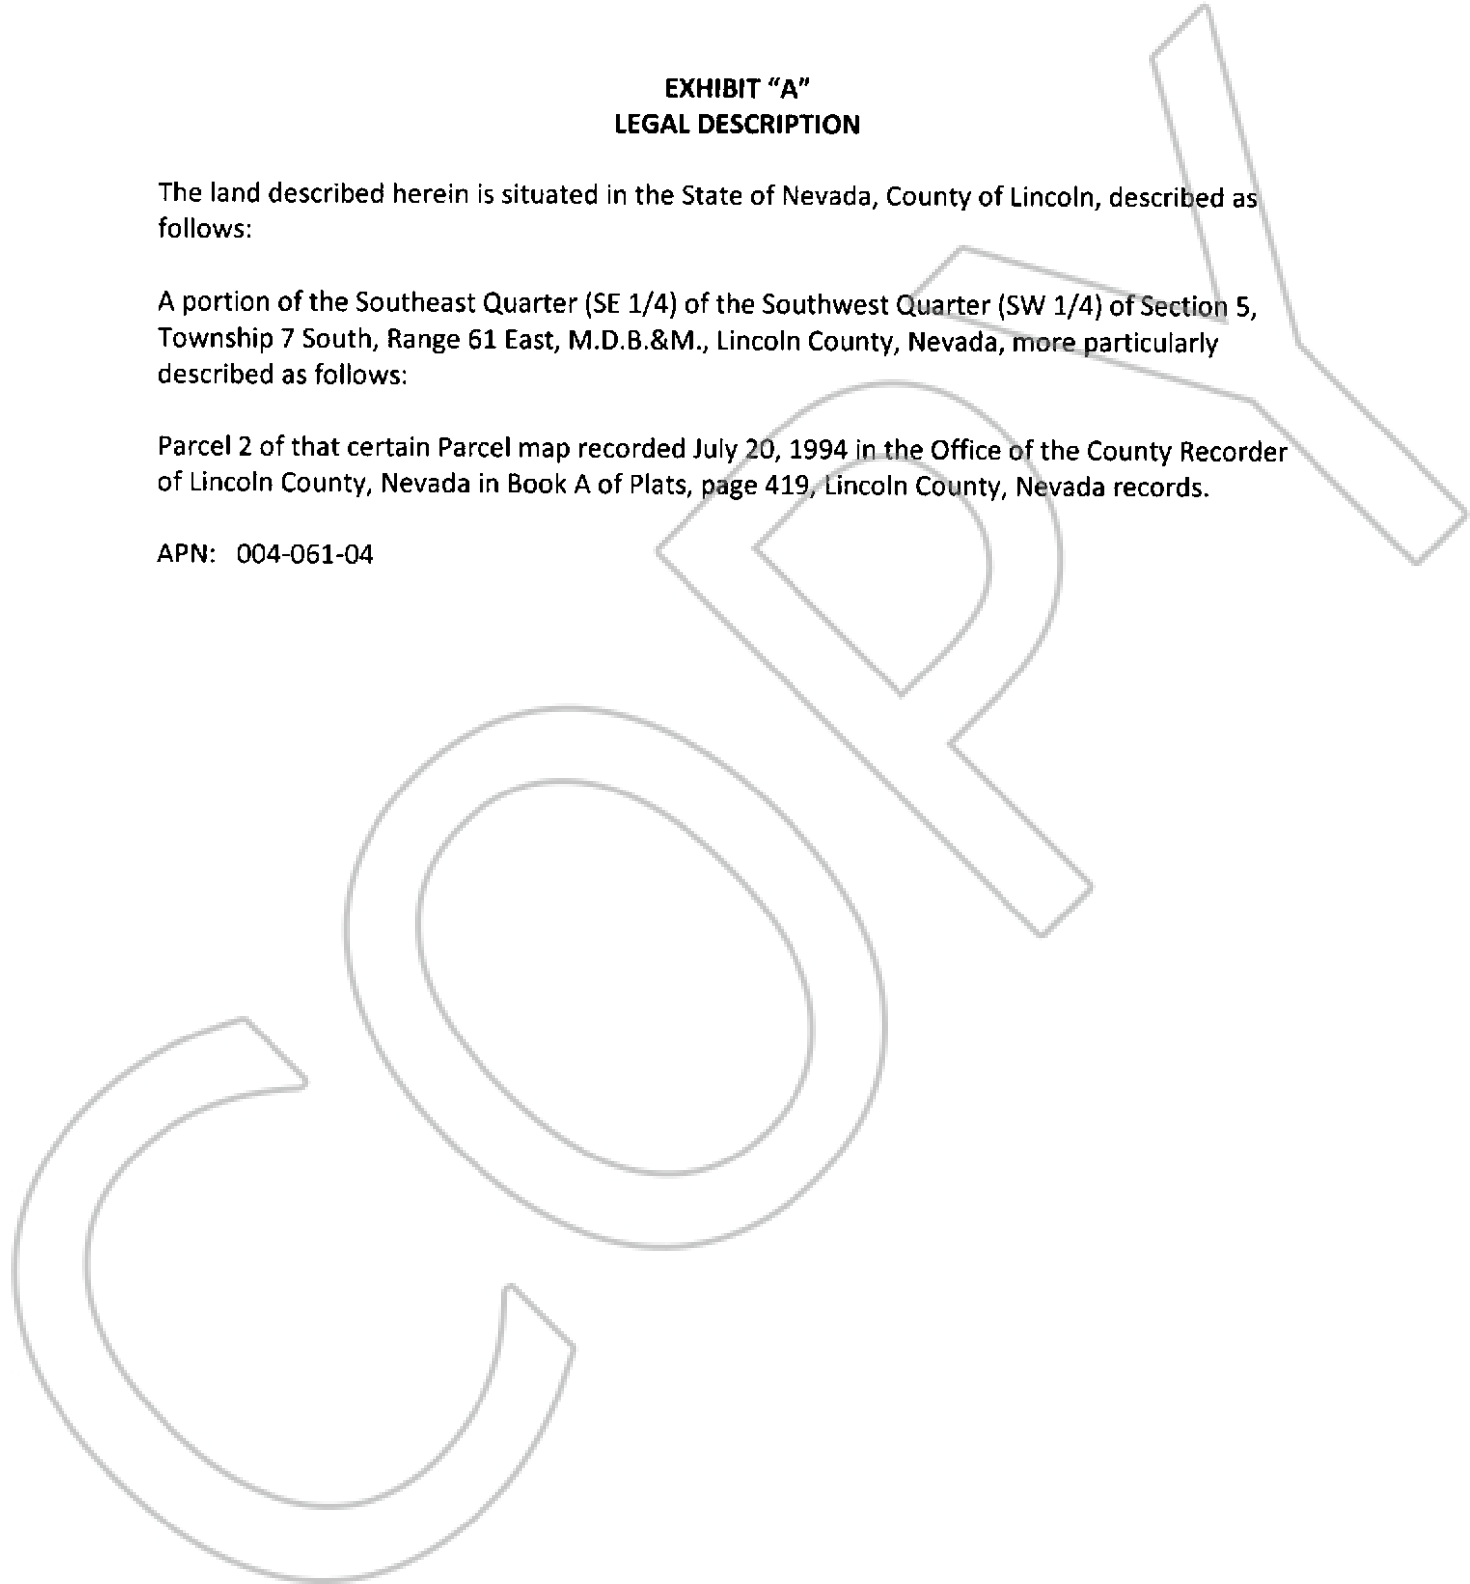 EXHIBIT “A”
LEGAL DESCRIPTION
The land described herein is situated in the State of Nevada, County of Lincoln, described as
follows:
A portion of the Southeast Quarter (SE 1/4) of the Southwest Quarter (SW 1/4) of Section 5,
Township 7 South, Range 61 East, M.D.B.&M., Lincoln County, Nevada, more particularly
described as follows:
Parcel 2 of that certain Parcel map recorded July 20, 1994 in the Office of the County Recorder
of Lincoln County, Nevada in Book A of Plats, page 419, Lincoln County, Nevada records.
APN: 004-061-04
COPY